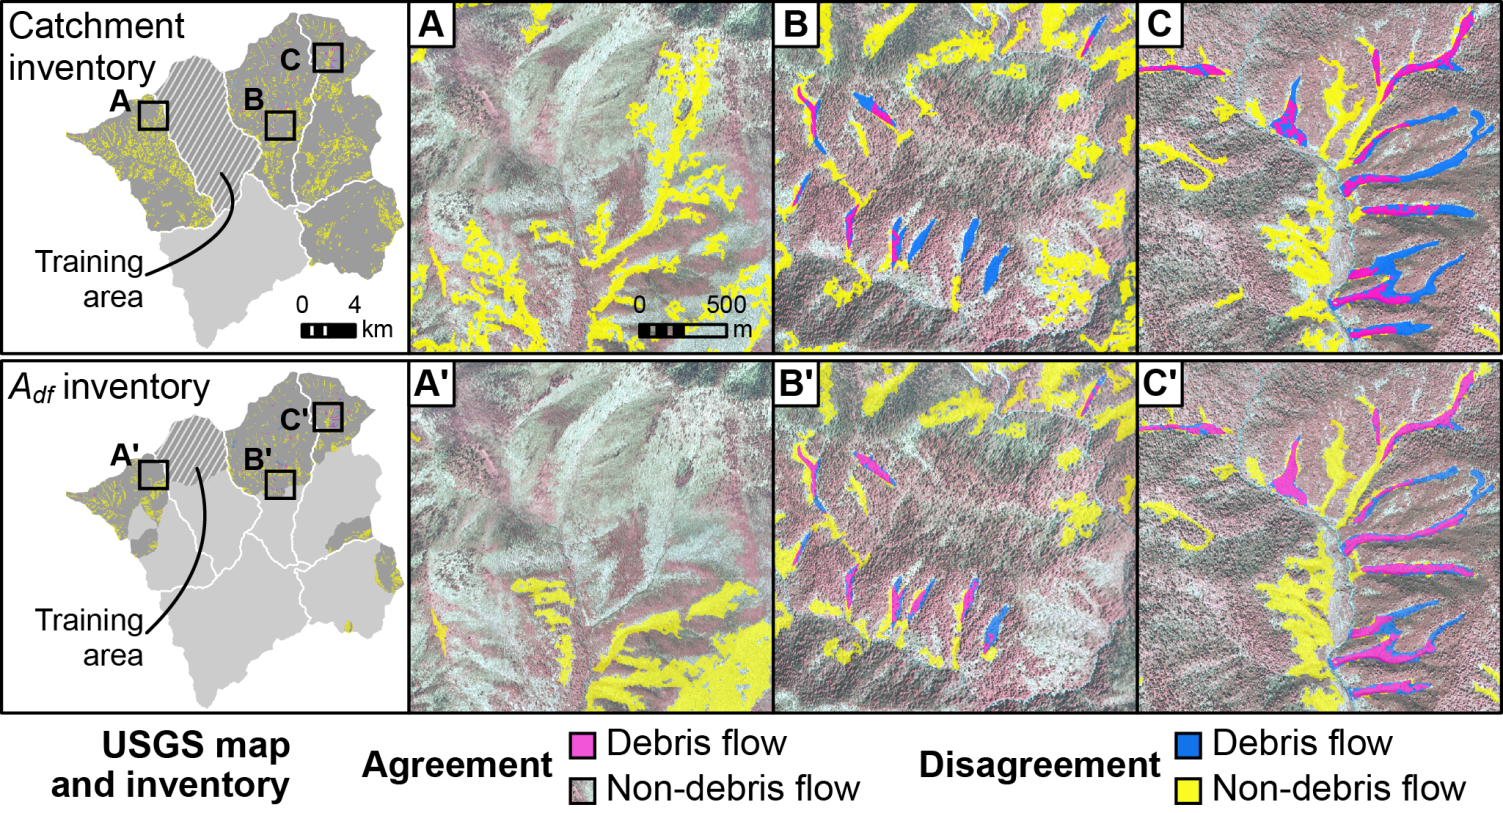 Catchment
inventory
A
B
C
Training
area
0 4
km
A
0 500
m
B
C
Adf inventory
A'
B'
C'
Training
area
A'
B'
C'
USGS map
and inventory
Agreement
Debris flow
Non-debris flow
Disagreement
Debris flow
Non-debris flow